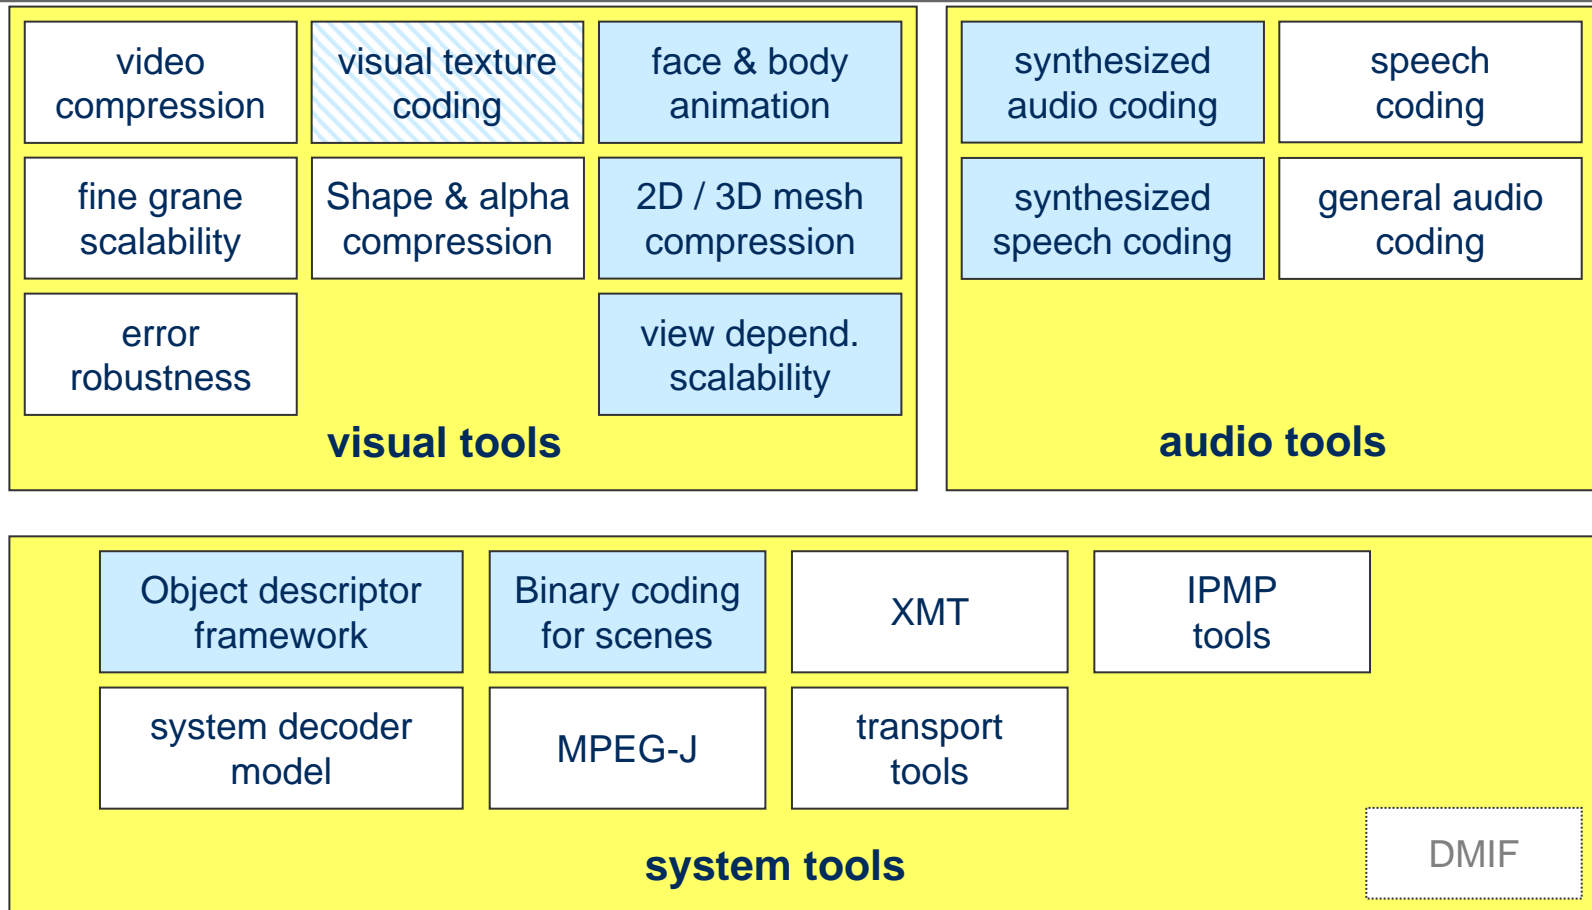 video
compression
visual texture
coding
face & body
animation
fine grane
scalability
Shape & alpha
compression
2D / 3D mesh
compression
error
robustness
view depend.
scalability
visual tools
synthesized
audio coding
speech
coding
synthesized
speech coding
general audio
coding
audio tools
Object descriptor
framework
Binary coding
for scenes
XMT
IPMP
tools
system decoder
model
MPEG-J
transport
tools
DMIF
system tools